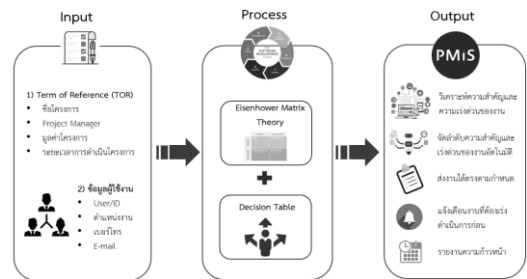 Input
Process
Output
1) Term of Reference (TOR)
• ชื่อโครงการ
• Project Manager
• มูลค่าโครงการ
• ระยะเวลาการดำเนินโครงการ
2) ข้อมูลผู้ใช้งาน
• User/ID
• ตำแหน่งงาน
• เบอร์โทร
• E-mail
SOFTWARE
DEVELOPMENT
Eisenhower Matrix
Theory
+
Decision Table
PMiS
วิเคราะห์ความสำคัญและ
ความเร่งด่วนของงาน
จัดลำดับความสำคัญและ
เร่งด่วนของงานอัตโนมัติ
ส่งงานได้ตรงตามกำหนด
แจ้งเตือนงานที่ต้องเร่ง
ดำเนินการก่อน
รายงานความก้าวหน้า